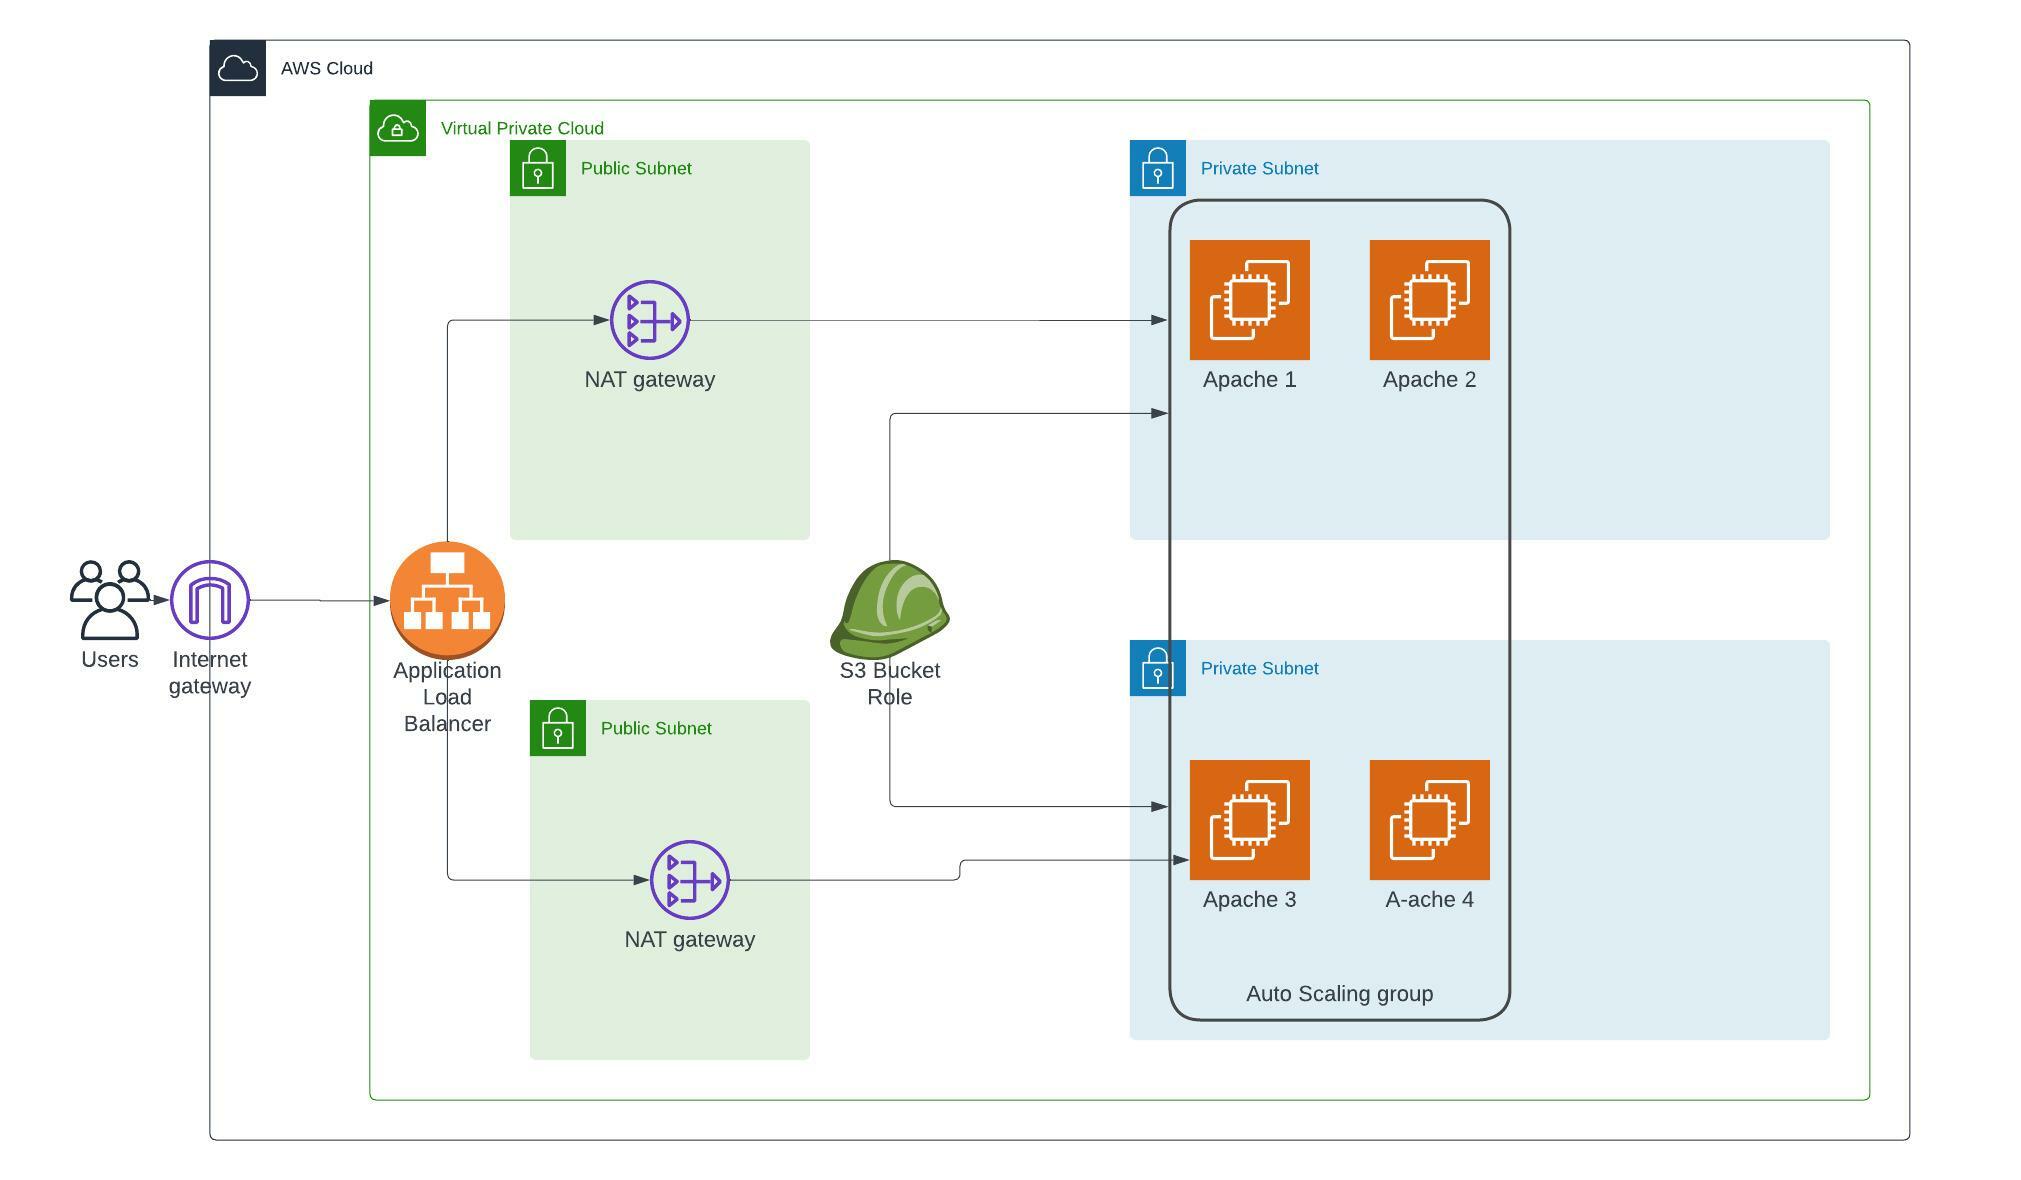 AWS Cloud
Virtual Private Cloud
Public Subnet
Private Subnet
NAT gateway
Apache 1
Apache 2
Users
Internet
gateway
Application
Load
Balancer
S3 Bucket
Role
Private Subnet
Public Subnet
NAT gateway
Apache 3
A-ache 4
Auto Scaling group